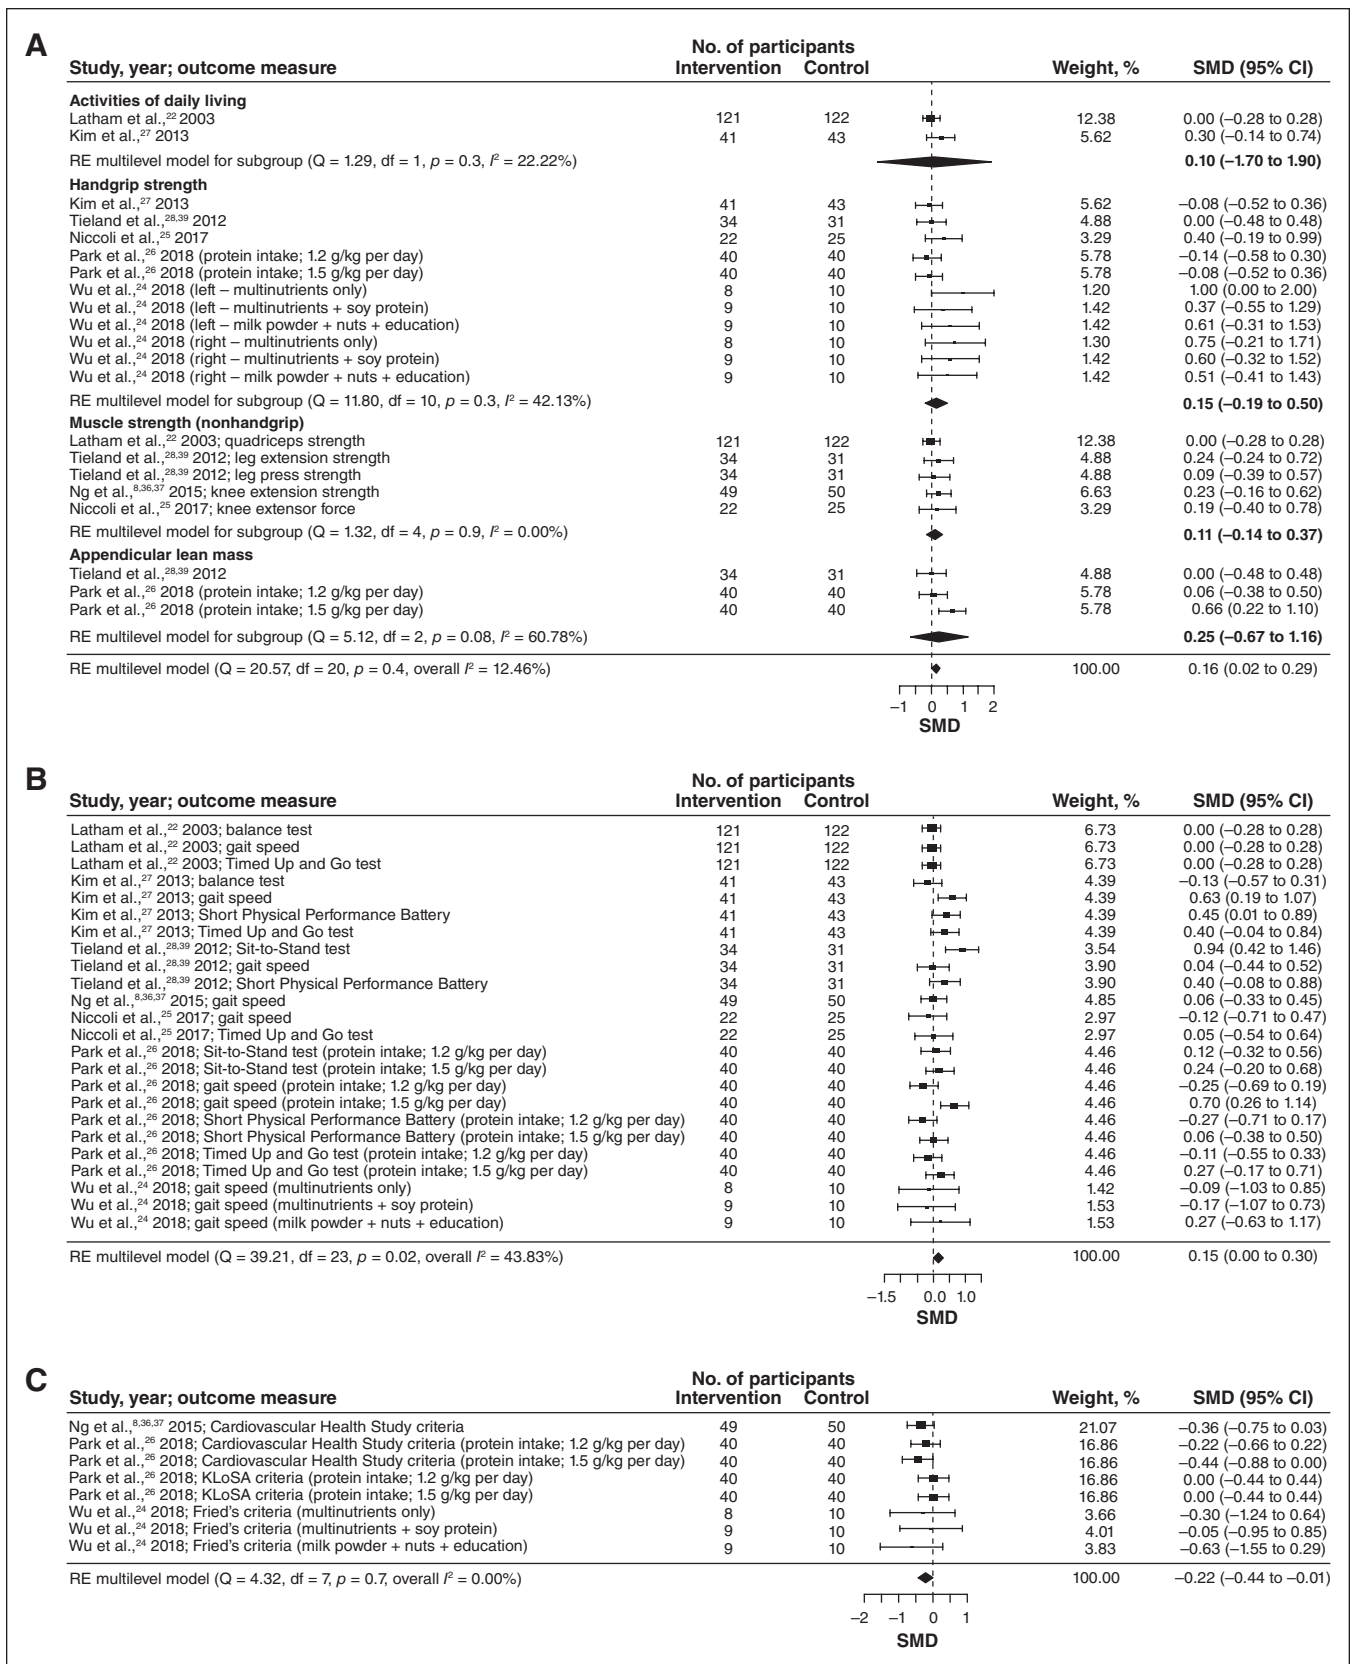 A
No. of participants
Study, year; outcome measure Intervention Control Weight, % SMD (95% CI)
Activities of daily living
Latham et al.,22 2003 121 122 12.38 0.00 (–0.28 to 0.28)
Kim et al.,27 2013 41 43 5.62 0.30 (–0.14 to 0.74)
RE multilevel model for subgroup (Q = 1.29, df = 1, p = 0.3, I2 = 22.22%) 0.10 (–1.70 to 1.90)
Handgrip strength
Kim et al.,27 2013 41 43 5.62 –0.08 (–0.52 to 0.36)
Tieland et al.,28,39 2012 34 31 4.88 0.00 (–0.48 to 0.48)
Niccoli et al.,25 2017 22 25 3.29 0.40 (–0.19 to 0.99)
Park et al.,26 2018 (protein intake; 1.2 g/kg per day) 40 40 5.78 –0.14 (–0.58 to 0.30)
Park et al.,26 2018 (protein intake; 1.5 g/kg per day) 40 40 5.78 –0.08 (–0.52 to 0.36)
Wu et al.,24 2018 (left – multinutrients only) 8 10 1.20 1.00 (0.00 to 2.00)
Wu et al.,24 2018 (left – multinutrients + soy protein) 9 10 1.42 0.37 (–0.55 to 1.29)
Wu et al.,24 2018 (left – milk powder + nuts + education) 9 10 1.42 0.61 (–0.31 to 1.53)
Wu et al.,24 2018 (right – multinutrients only) 8 10 1.30 0.75 (–0.21 to 1.71)
Wu et al.,24 2018 (right – multinutrients + soy protein) 9 10 1.42 0.60 (–0.32 to 1.52)
Wu et al.,24 2018 (right – milk powder + nuts + education) 9 10 1.42 0.51 (–0.41 to 1.43)
RE multilevel model for subgroup (Q = 11.80, df = 10, p = 0.3, I2 = 42.13%) 0.15 (–0.19 to 0.50)
Muscle strength (nonhandgrip)
Latham et al.,22 2003; quadriceps strength 121 122 12.38 0.00 (–0.28 to 0.28)
Tieland et al.,28,39 2012; leg extension strength 34 31 4.88 0.24 (–0.24 to 0.72)
Tieland et al.,28,39 2012; leg press strength 34 31 4.88 0.09 (–0.39 to 0.57)
Ng et al.,8,36,37 2015; knee extension strength 49 50 6.63 0.23 (–0.16 to 0.62)
Niccoli et al.,25 2017; knee extensor force 22 25 3.29 0.19 (–0.40 to 0.78)
RE multilevel model for subgroup (Q = 1.32, df = 4, p = 0.9, I2 = 0.00%) 0.11 (–0.14 to 0.37)
Appendicular lean mass
Tieland et al.,28,39 2012 34 31 4.88 0.00 (–0.48 to 0.48)
Park et al.,26 2018 (protein intake; 1.2 g/kg per day) 40 40 5.78 0.06 (–0.38 to 0.50)
Park et al.,26 2018 (protein intake; 1.5 g/kg per day) 40 40 5.78 0.66 (0.22 to 1.10)
RE multilevel model for subgroup (Q = 5.12, df = 2, p = 0.08, I2 = 60.78%) 0.25 (–0.67 to 1.16)
RE multilevel model (Q = 20.57, df = 20, p = 0.4, overall I2 = 12.46%) 100.00 0.16 (0.02 to 0.29)
–1 0 1 2
SMD
B
No. of participants
Study, year; outcome measure Intervention Control Weight, % SMD (95% CI)
Latham et al.,22 2003; balance test 121 122 6.73 0.00 (–0.28 to 0.28)
Latham et al.,22 2003; gait speed 121 122 6.73 0.00 (–0.28 to 0.28)
Latham et al.,22 2003; Timed Up and Go test 121 122 6.73 0.00 (–0.28 to 0.28)
Kim et al.,27 2013; balance test 41 43 4.39 –0.13 (–0.57 to 0.31)
Kim et al.,27 2013; gait speed 41 43 4.39 0.63 (0.19 to 1.07)
Kim et al.,27 2013; Short Physical Performance Battery 41 43 4.39 0.45 (0.01 to 0.89)
Kim et al.,27 2013; Timed Up and Go test 41 43 4.39 0.40 (–0.04 to 0.84)
Tieland et al.,28,39 2012; Sit-to-Stand test 34 31 3.54 0.94 (0.42 to 1.46)
Tieland et al.,28,39 2012; gait speed 34 31 3.90 0.04 (–0.44 to 0.52)
Tieland et al.,28,39 2012; Short Physical Performance Battery 34 31 3.90 0.40 (–0.08 to 0.88)
Ng et al.,8,36,37 2015; gait speed 49 50 4.85 0.06 (–0.33 to 0.45)
Niccoli et al.,25 2017; gait speed 22 25 2.97 –0.12 (–0.71 to 0.47)
Niccoli et al.,25 2017; Timed Up and Go test 22 25 2.97 0.05 (–0.54 to 0.64)
Park et al.,26 2018; Sit-to-Stand test (protein intake; 1.2 g/kg per day) 40 40 4.46 0.12 (–0.32 to 0.56)
Park et al.,26 2018; Sit-to-Stand test (protein intake; 1.5 g/kg per day) 40 40 4.46 0.24 (–0.20 to 0.68)
Park et al.,26 2018; gait speed (protein intake; 1.2 g/kg per day) 40 40 4.46 –0.25 (–0.69 to 0.19)
Park et al.,26 2018; gait speed (protein intake; 1.5 g/kg per day) 40 40 4.46 0.70 (0.26 to 1.14)
Park et al.,26 2018; Short Physical Performance Battery (protein intake; 1.2 g/kg per day) 40 40 4.46 –0.27 (–0.71 to 0.17)
Park et al.,26 2018; Short Physical Performance Battery (protein intake; 1.5 g/kg per day) 40 40 4.46 0.06 (–0.38 to 0.50)
Park et al.,26 2018; Timed Up and Go test (protein intake; 1.2 g/kg per day) 40 40 4.46 –0.11 (–0.55 to 0.33)
Park et al.,26 2018; Timed Up and Go test (protein intake; 1.5 g/kg per day) 40 40 4.46 0.27 (–0.17 to 0.71)
Wu et al.,24 2018; gait speed (multinutrients only) 8 10 1.42 –0.09 (–1.03 to 0.85)
Wu et al.,24 2018; gait speed (multinutrients + soy protein) 9 10 1.53 –0.17 (–1.07 to 0.73)
Wu et al.,24 2018; gait speed (milk powder + nuts + education) 9 10 1.53 0.27 (–0.63 to 1.17)
RE multilevel model (Q = 39.21, df = 23, p = 0.02, overall I2 = 43.83%) 100.00 0.15 (0.00 to 0.30)
–1.5 0.0 1.0
SMD
C
No. of participants
Study, year; outcome measure Intervention Control Weight, % SMD (95% CI)
Ng et al.,8,36,37 2015; Cardiovascular Health Study criteria 49 50 21.07 –0.36 (–0.75 to 0.03)
Park et al.,26 2018; Cardiovascular Health Study criteria (protein intake; 1.2 g/kg per day) 40 40 16.86 –0.22 (–0.66 to 0.22)
Park et al.,26 2018; Cardiovascular Health Study criteria (protein intake; 1.5 g/kg per day) 40 40 16.86 –0.44 (–0.88 to 0.00)
Park et al.,26 2018; KLoSA criteria (protein intake; 1.2 g/kg per day) 40 40 16.86 0.00 (–0.44 to 0.44)
Park et al.,26 2018; KLoSA criteria (protein intake; 1.5 g/kg per day) 40 40 16.86 0.00 (–0.44 to 0.44)
Wu et al.,24 2018; Fried's criteria (multinutrients only) 8 10 3.66 –0.30 (–1.24 to 0.64)
Wu et al.,24 2018; Fried's criteria (multinutrients + soy protein) 9 10 4.01 –0.05 (–0.95 to 0.85)
Wu et al.,24 2018; Fried's criteria (milk powder + nuts + education) 9 10 3.83 –0.63 (–1.55 to 0.29)
RE multilevel model (Q = 4.32, df = 7, p = 0.7, overall I2 = 0.00%) 100.00 –0.22 (–0.44 to –0.01)
–2 –1 0 1
SMD